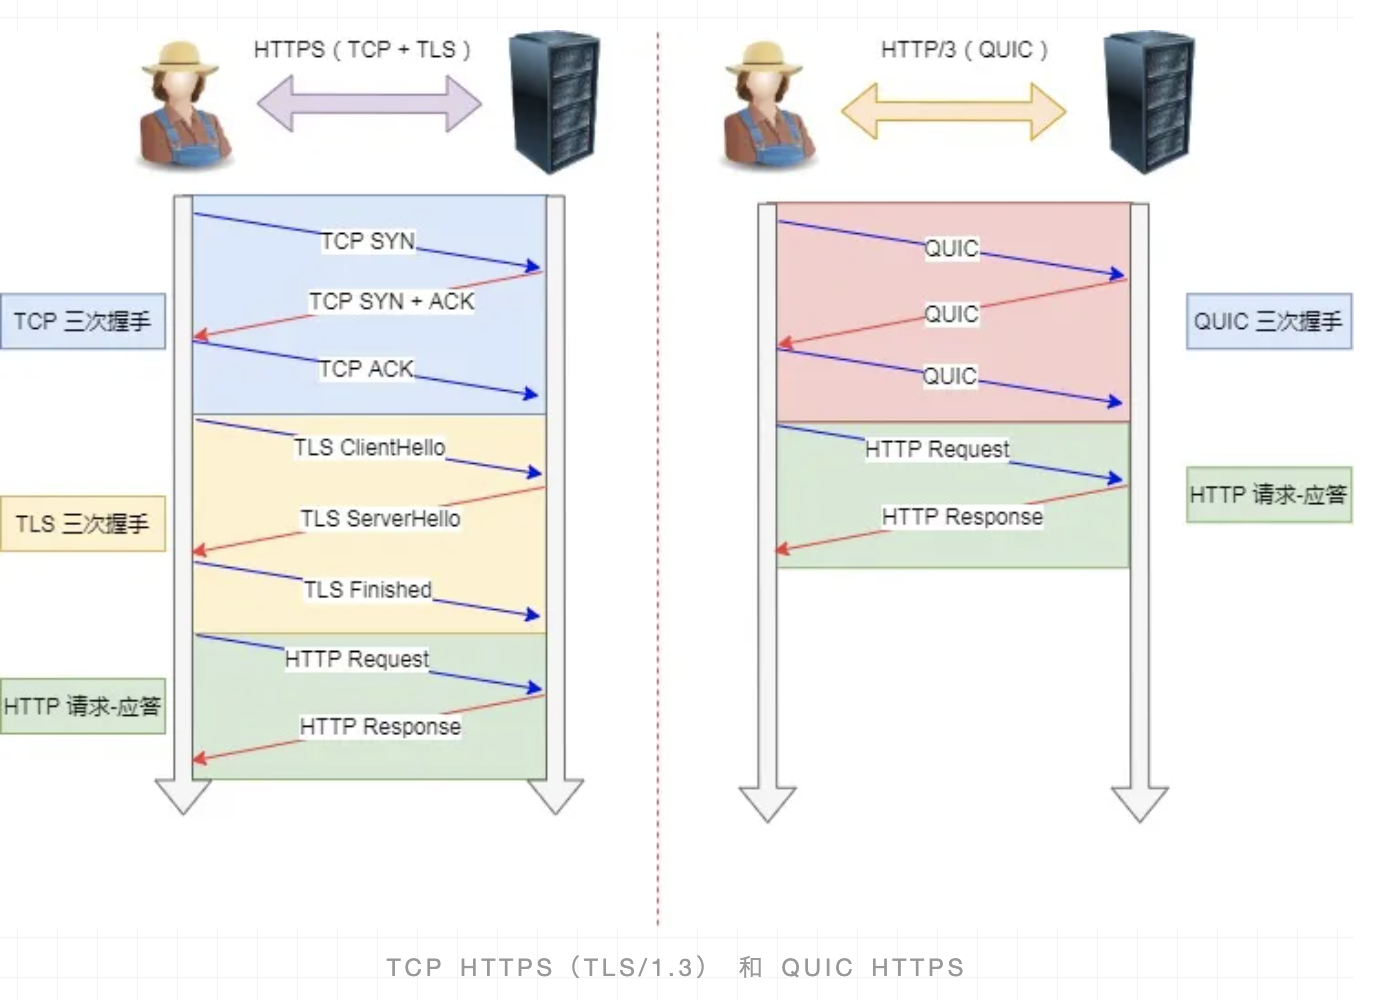 HTTPS ( TCP + TLS )
TCP SYN
TCP SYN + ACK
TCP 三次握手
TCP ACK
TLS ClientHello
TLS ServerHello
TLS 三次握手
TLS Finished
HTTP Request
HTTP 请求-应答
HTTP Response
HTTP/3 ( QUIC )
QUIC
QUIC
QUIC 三次握手
QUIC
HTTP Request
HTTP 请求-应答
HTTP Response
TCP HTTPS（TLS/1.3） 和 QUIC HTTPS